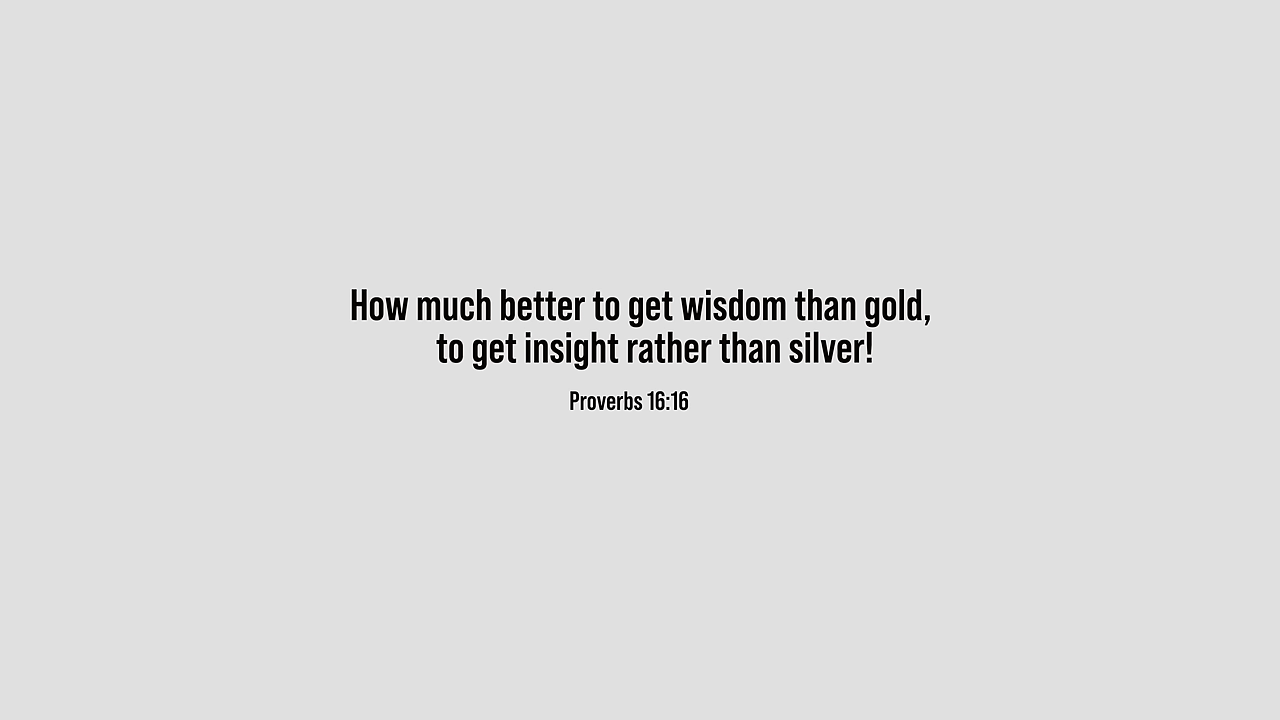 How much better to get wisdom than gold,
to get insight rather than silver!
Proverbs 16:16